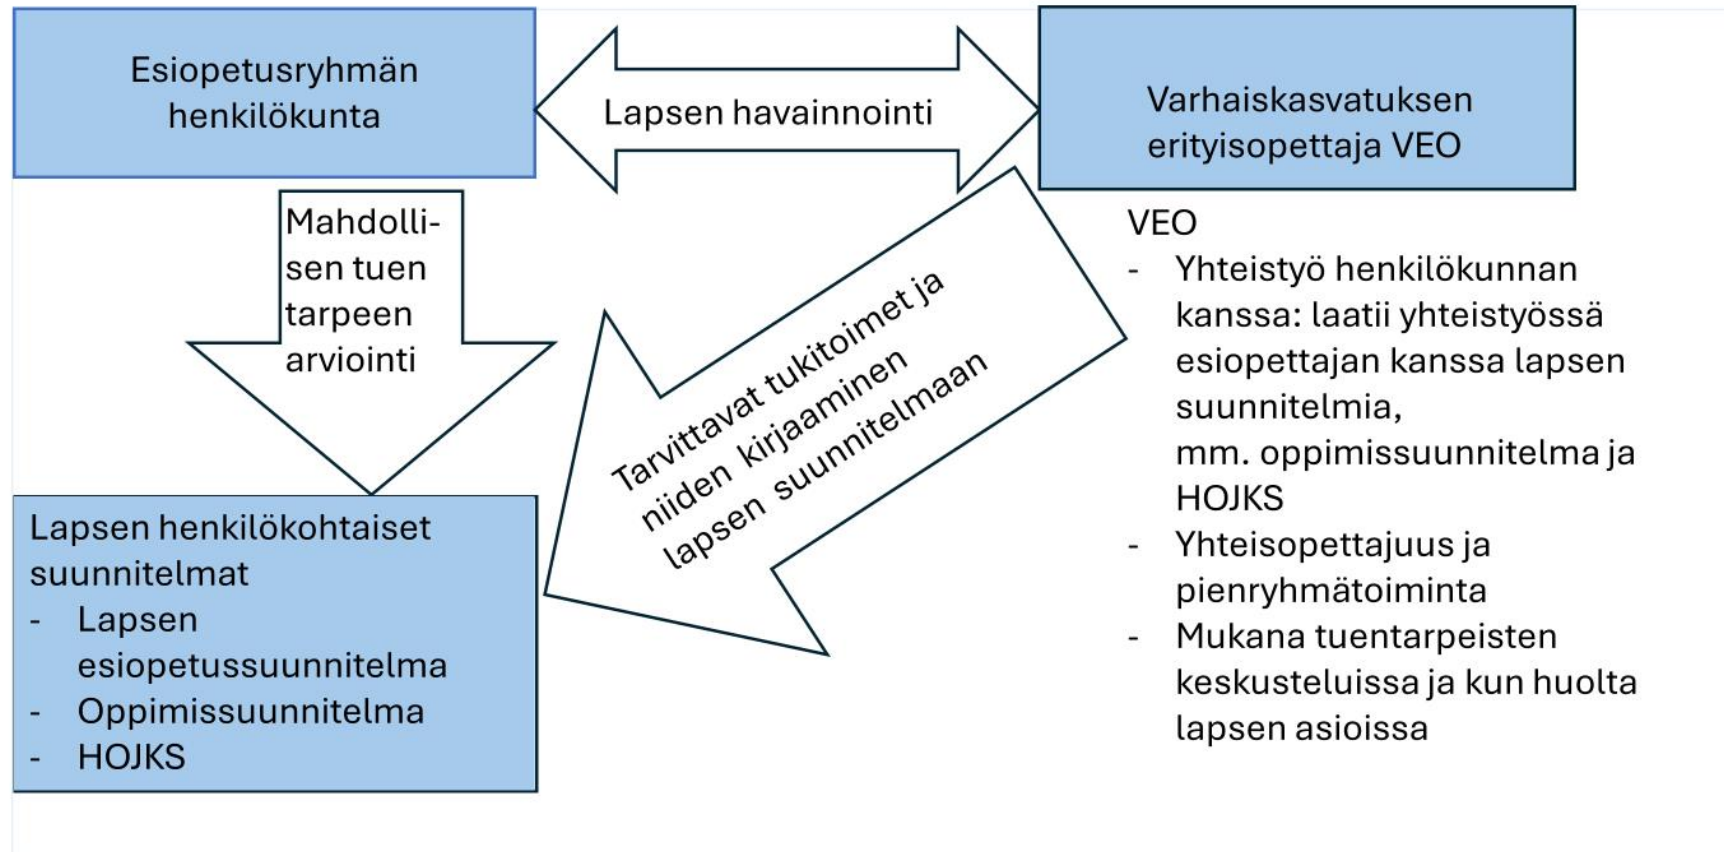 Esiopetusryhmän
henkilökunta
Lapsen havainnointi
Varhaiskasvatuksen
erityisopettaja VEO
Mahdolli-
sen tuen
tarpeen
arviointi
Tarvittavat tukitoimet ja
niiden kirjaaminen
lapsen suunnitelmaan
VEO
- Yhteistyö henkilökunnan
kanssa: laatii yhteistyössä
esiopettajan kanssa lapsen
suunnitelmia,
mm. oppimissuunnitelma ja
HOJKS
- Yhteisopettajuus ja
pienryhmätoiminta
- Mukana tuentarpeisten
keskusteluissa ja kun huolta
lapsen asioissa
Lapsen henkilökohtaiset
suunnitelmat
- Lapsen
esiopetussuunnitelma
- Oppimissuunnitelma
- HOJKS